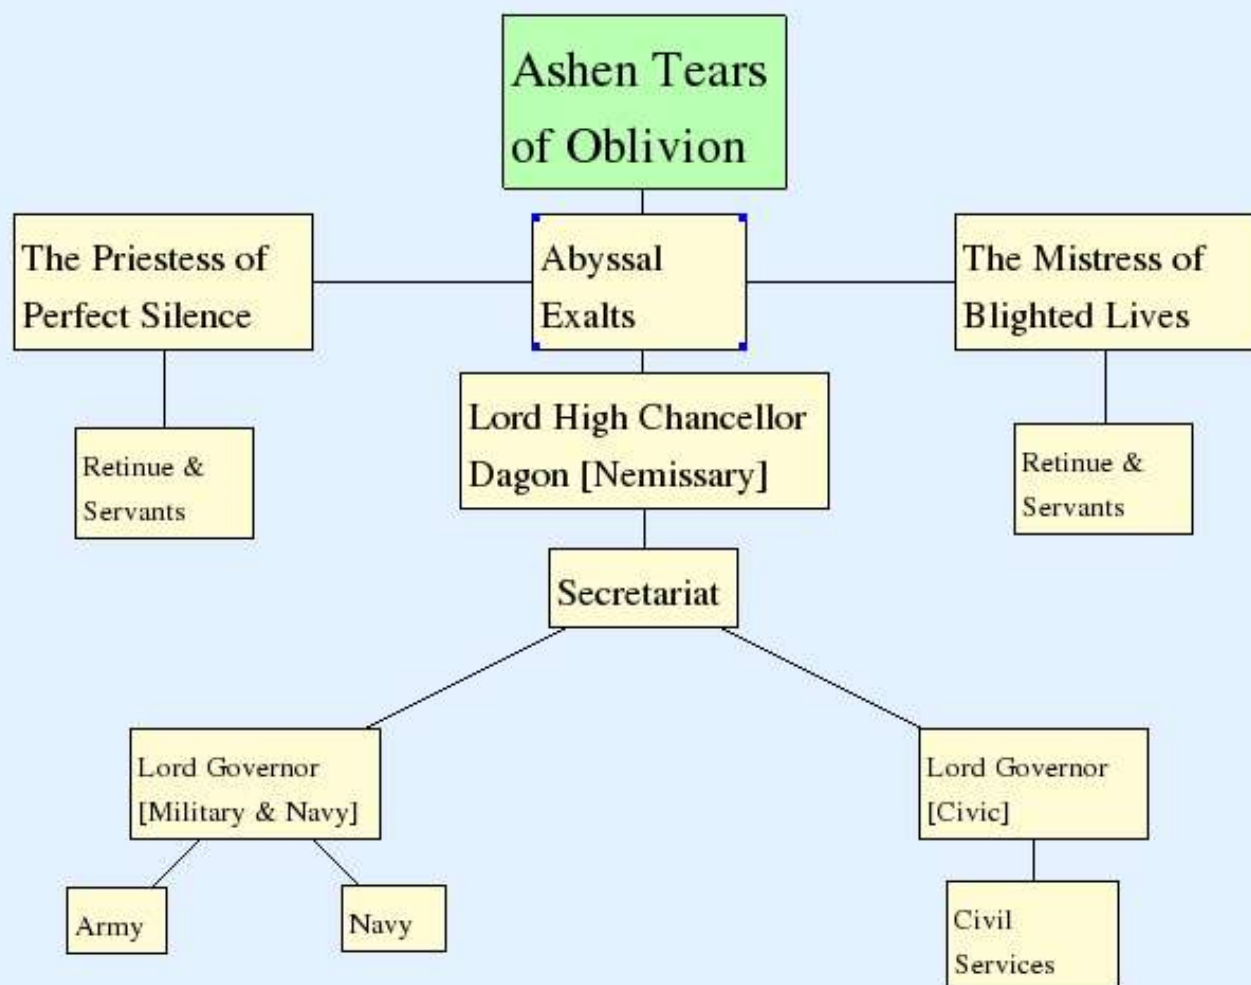 Ashen Tears
of Oblivion
The Priestess of
Perfect Silence
Abyssal
Exalts
The Mistress of
Blighted Lives
Lord High Chancellor
Dagon [Nemissary]
Retinue &
Servants
Retinue &
Servants
Secretariat
Lord Governor
[Military & Navy]
Lord Governor
[Civic]
Army
Navy
Civil
Services